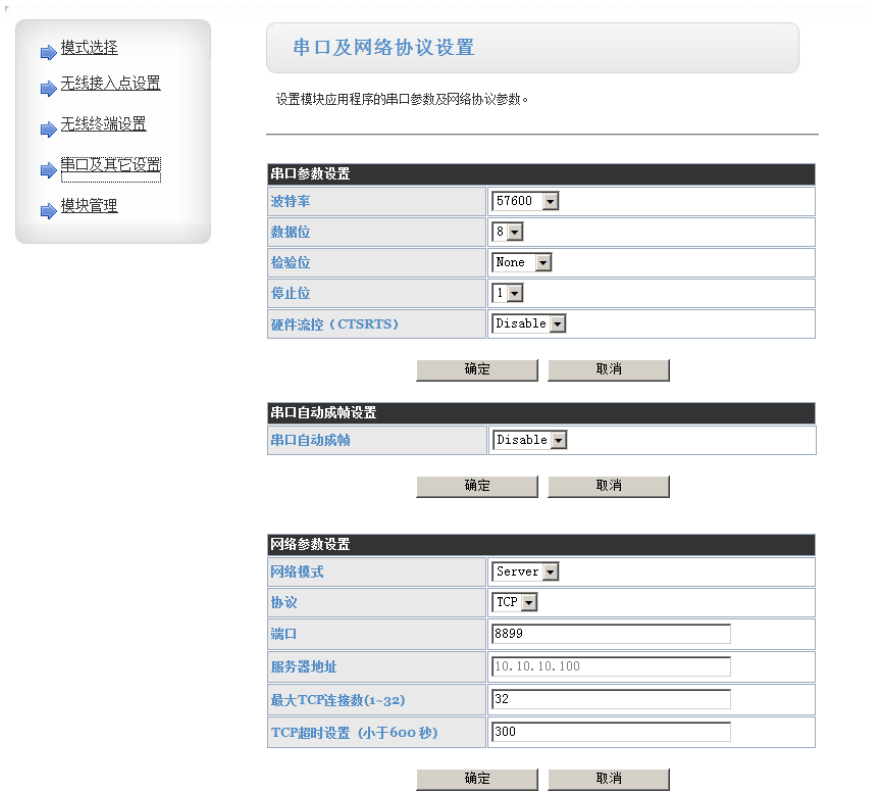 模式选择
无线接入点设置
无线终端设置
串口及其它设置
模块管理
串口及网络协议设置
设置模块应用程序的串口参数及网络协议参数。
串口参数设置
波特率 57600
数据位 8
检验位 None
停止位 1
硬件流控（CTSRTS） Disable
确定 取消
串口自动成帧设置
串口自动成帧 Disable
确定 取消
网络参数设置
网络模式 Server
协议 TCP
端口 8899
服务器地址 10.10.10.100
最大TCP连接数(1~32) 32
TCP超时设置 (小于600 秒) 300
确定 取消